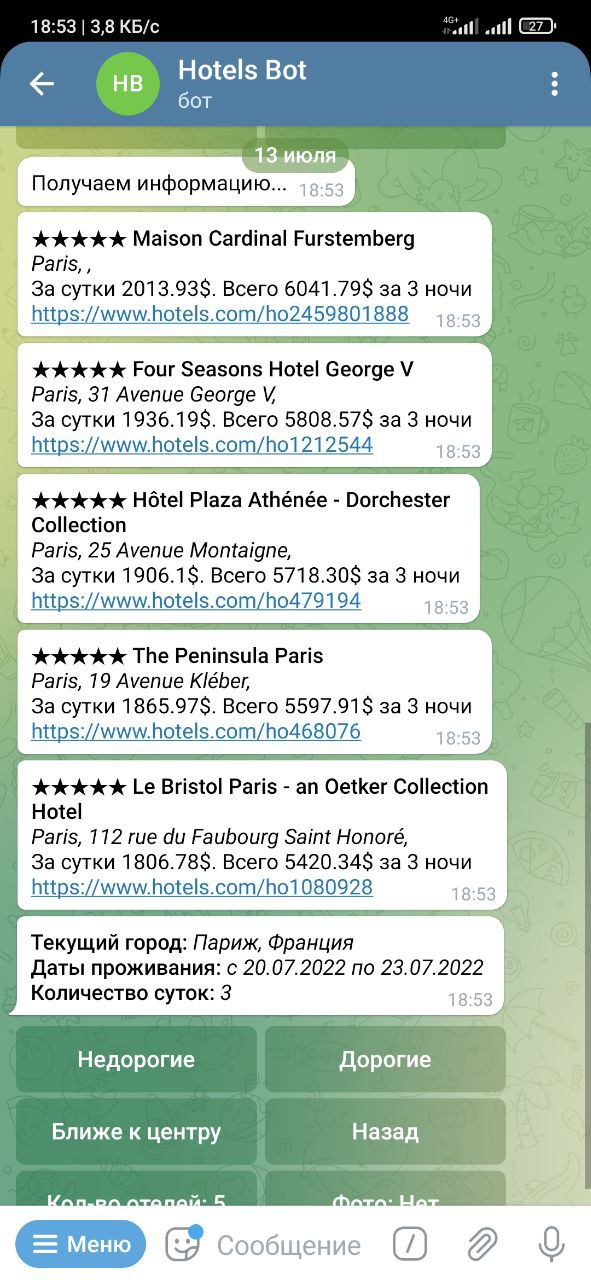 18:53 | 3,8 КБ/с
4G+
27
HB
Hotels Bot
бот
13 июля
Получаем информацию... 18:53
★★★★★ Maison Cardinal Furstemberg
Paris, ,
За сутки 2013.93$. Всего 6041.79$ за 3 ночи
https://www.hotels.com/ho2459801888 18:53
★★★★★ Four Seasons Hotel George V
Paris, 31 Avenue George V,
За сутки 1936.19$. Всего 5808.57$ за 3 ночи
https://www.hotels.com/ho1212544 18:53
★★★★★ Hôtel Plaza Athénée - Dorchester
Collection
Paris, 25 Avenue Montaigne,
За сутки 1906.1$. Всего 5718.30$ за 3 ночи
https://www.hotels.com/ho479194 18:53
★★★★★ The Peninsula Paris
Paris, 19 Avenue Kléber,
За сутки 1865.97$. Всего 5597.91$ за 3 ночи
https://www.hotels.com/ho468076 18:53
★★★★★ Le Bristol Paris - an Oetker Collection
Hotel
Paris, 112 rue du Faubourg Saint Honoré,
За сутки 1806.78$. Всего 5420.34$ за 3 ночи
https://www.hotels.com/ho1080928 18:53
Текущий город: Париж, Франция
Даты проживания: с 20.07.2022 по 23.07.2022
Количество суток: 3 18:53
Недорогие Дорогие
Ближе к центру Назад
Кол-во отелей: 5 Фото: Нет
Меню Сообщение /